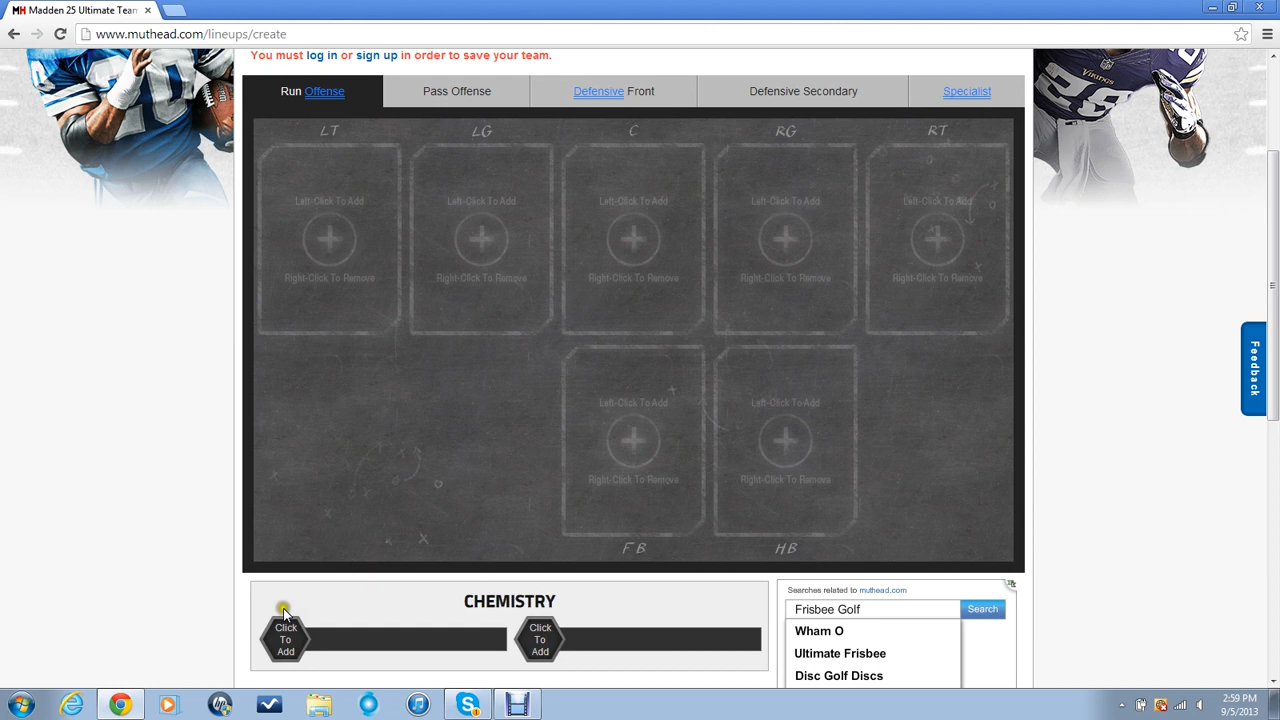 MH Madden 25 Ultimate Tean
www.muthead.com/lineups/create
You must log in or sign up in order to save your team.
Run Offense
Pass Offense
Defensive Front
Defensive Secondary
Specialist
LT LG C RG RT
Left-Click To Add Left-Click To Add Left-Click To Add Left-Click To Add Left-Click To Add
Right-Click To Remove Right-Click To Remove Right-Click To Remove Right-Click To Remove Right-Click To Remove
Left-Click To Add Left-Click To Add
Right-Click To Remove Right-Click To Remove
FB HB
VIKINGS
Feedback
CHEMISTRY
Click
To
Add
Click
To
Add
Searches related to muthead.com
Frisbee Golf Search
Wham O
Ultimate Frisbee
Disc Golf Discs
2:59 PM
9/5/2013